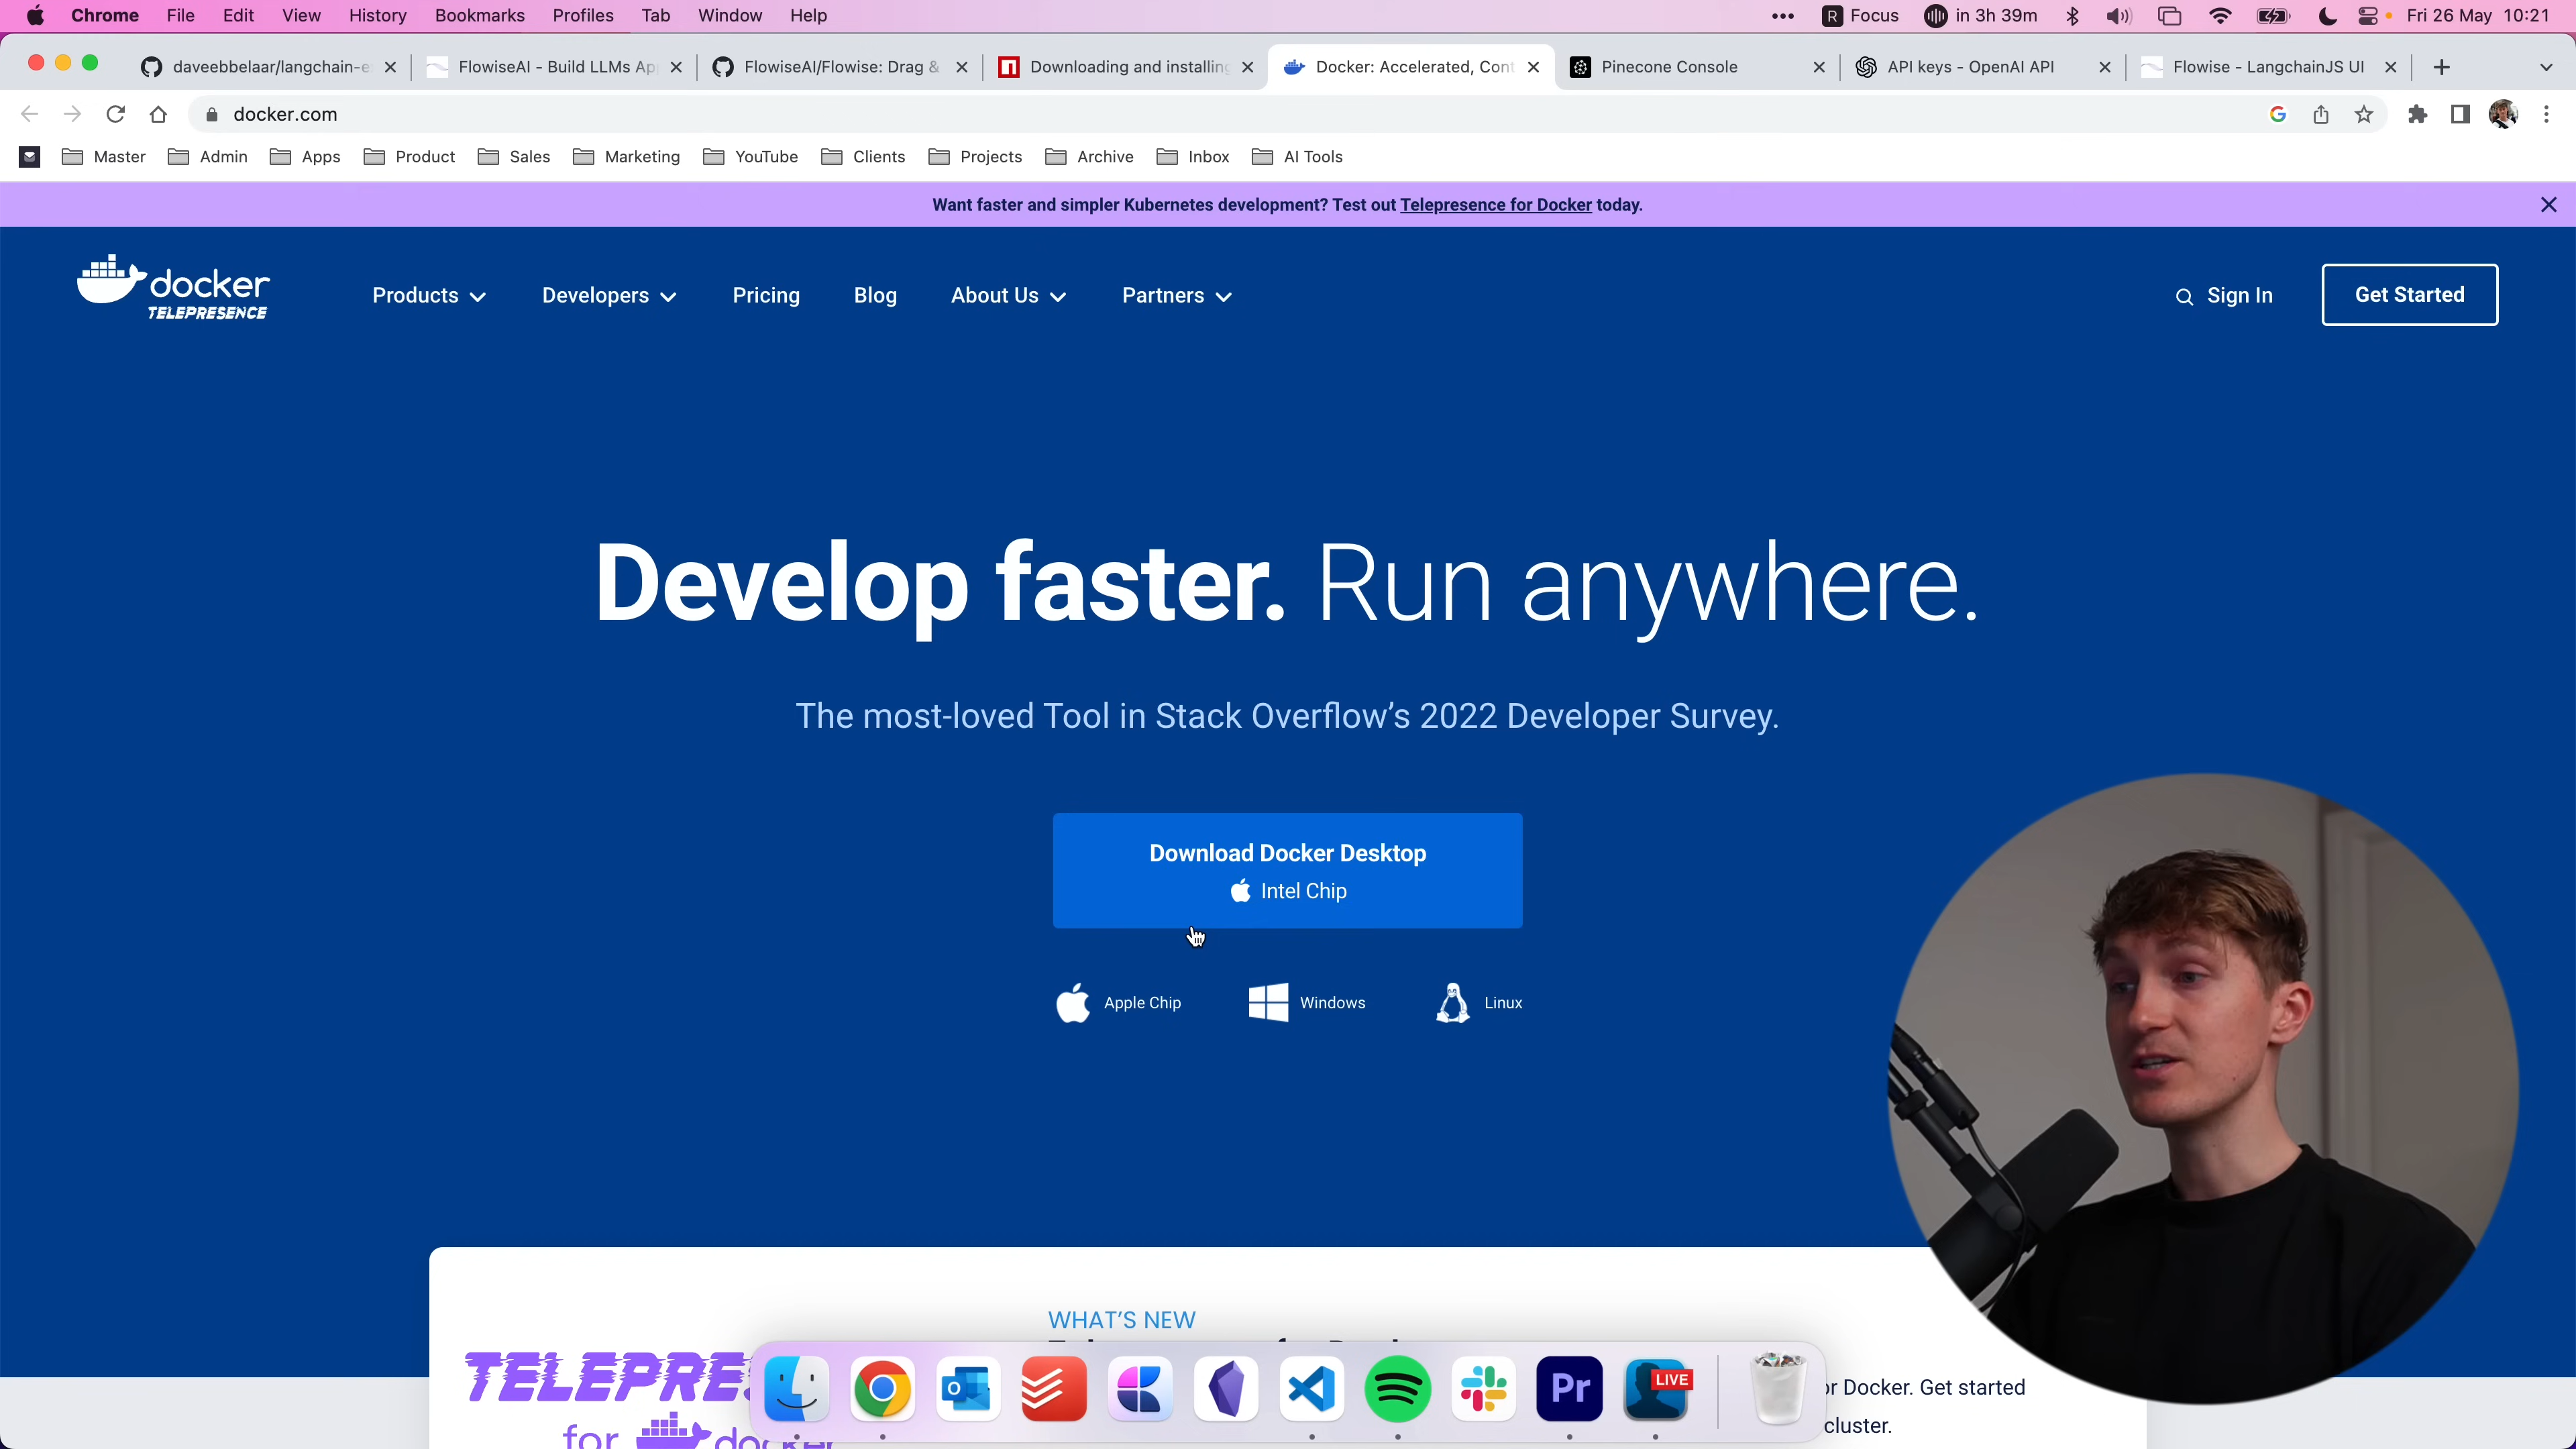 Chrome File Edit View History Bookmarks Profiles Tab Window Help
R Focus in 3h 39m Fri 26 May 10:21
daveebbelaar/langchain-e
FlowiseAI - Build LLMs Ap
FlowiseAI/Flowise: Drag &
Downloading and installing
Docker: Accelerated, Cont
Pinecone Console
API keys - OpenAI API
Flowise - LangchainJS UI
docker.com
Master Admin Apps Product Sales Marketing YouTube Clients Projects Archive Inbox AI Tools
Want faster and simpler Kubernetes development? Test out Telepresence for Docker today.
docker
TELEPRESENCE
Products Developers Pricing Blog About Us Partners
Sign In
Get Started
Develop faster. Run anywhere.
The most-loved Tool in Stack Overflow's 2022 Developer Survey.
Download Docker Desktop
Intel Chip
Apple Chip
Windows
Linux
WHAT'S NEW
for docker
or Docker. Get started
cluster.
Pr
LIVE